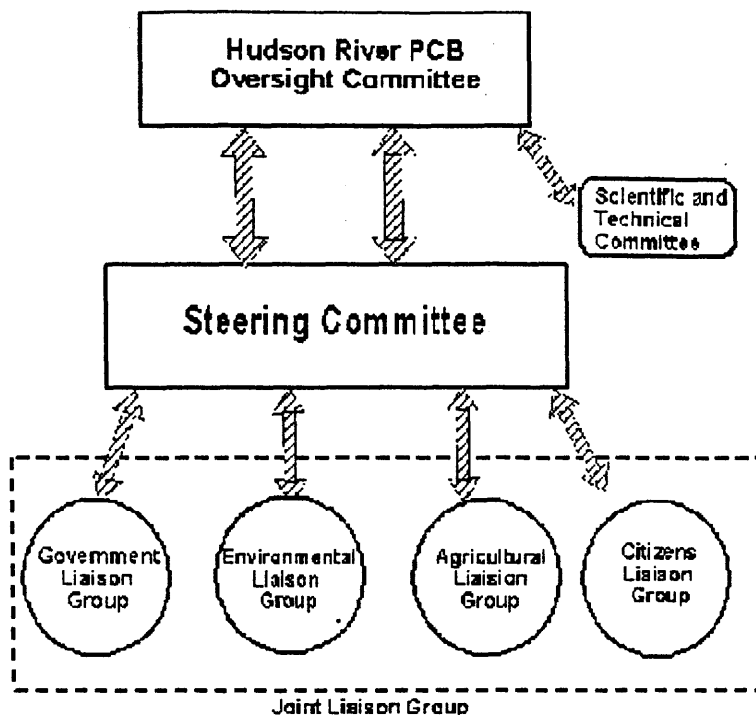 Hudson River PCB
Oversight Committee
Scientific and
Technical
Committee
Steering Committee
Government
Liaison
Group
Environmental
Liaison
Group
Agricultural
Liaision
Group
Citizens
Liaison
Group
Joint Liaison Group